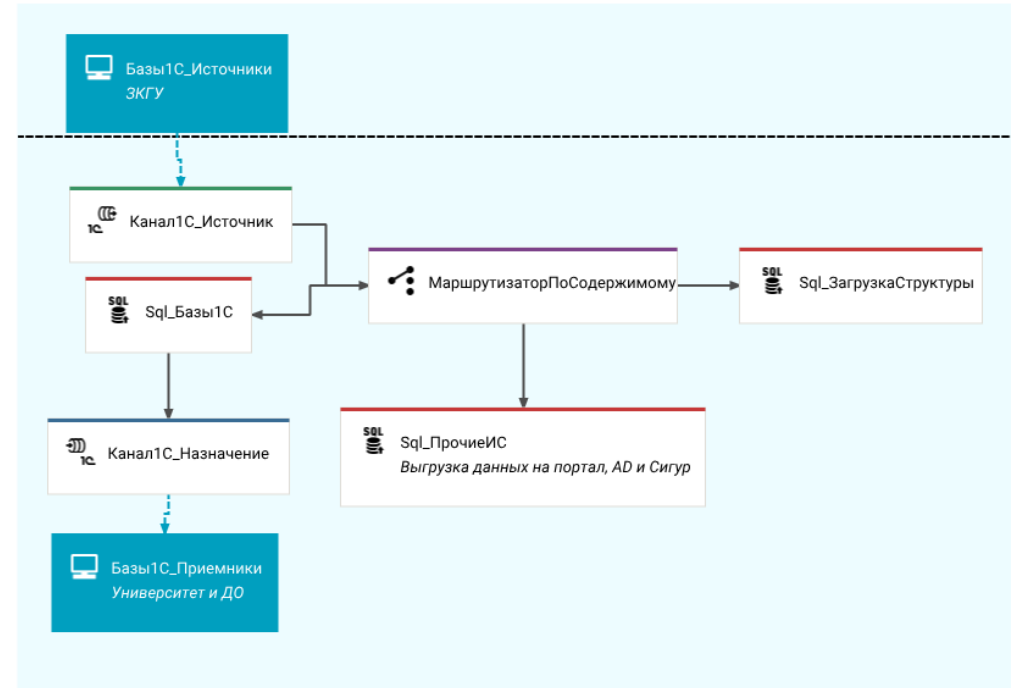 Базы1С_Источники
ЗКГУ
1С
Канал1С_Источник
SQL
Sql_Базы1С
МаршрутизаторПоСодержимому
SQL
Sql_ЗагрузкаСтруктуры
1С
Канал1С_Назначение
SQL
Sql_ПрочиеИС
Выгрузка данных на портал, AD и Сигур
Базы1С_Приемники
Университет и ДО